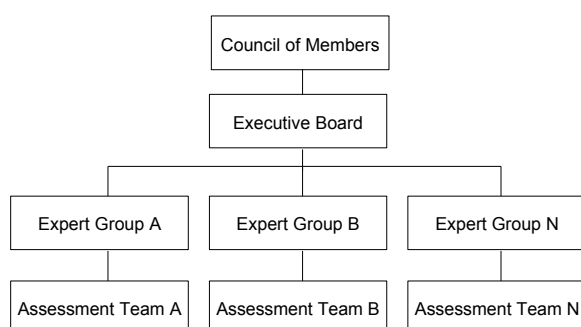 Council of Members
Executive Board
Expert Group A
Expert Group B
Expert Group N
Assessment Team A
Assessment Team B
Assessment Team N